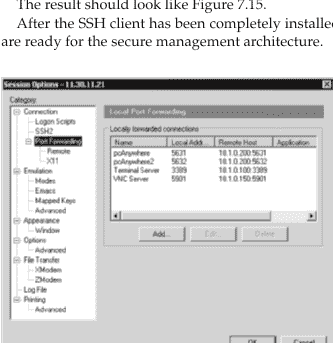 The result should look like Figure 7.15.
After the SSH client has been completely installed
are ready for the secure management architecture.
Session Options - 11.30.11.21
Category:
Connection
Logon Scripts
SSH2
Port Forwarding
Remote
X11
Emulation
Modes
Emacs
Mapped Keys
Advanced
Appearance
Window
Options
Advanced
File Transfer
XModem
ZModem
Log File
Printing
Advanced
Local Port Forwarding
Locally forwarded connections
Name Local Addr... Remote Host Application
pcAnywhere 5631 10.1.0.200:5631
pcAnywhere2 5632 10.1.0.200:5632
Terminal Server 3389 10.1.0.100:3389
VNC Server 5901 10.1.0.150:5901
Add... Edit... Delete
OK Cancel